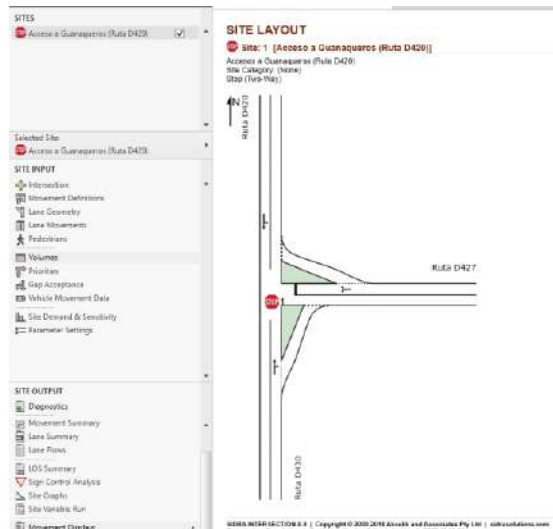 SITES
Acceso a Guanaqueros (Ruta D420)
Selected Site:
Acceso a Guanaqueros (Ruta D420)
SITE INPUT
Intersection
Movement Definitions
Lane Geometry
Lane Movements
Pedestrians
Volumes
Priorities
Gap Acceptance
Vehicle Movement Data
Site Demand & Sensitivity
Parameter Settings
SITE OUTPUT
Diagnostics
Movement Summary
Lane Summary
Lane Flows
LOS Summary
Sign Control Analysis
Site Graphs
Site Variable Run
Movement Displays
SITE LAYOUT
STOP Site: 1 [Acceso a Guanaqueros (Ruta D420)]
Accesos a Guanaqueros (Ruta D420)
Site Category: (None)
Stop (Two-Way)
N
Ruta D420
Ruta D427
STOP
Ruta D430
SIDRA INTERSECTION 8.0 | Copyright © 2000-2018 Akcelik and Associates Pty Ltd | sidrasolutions.com